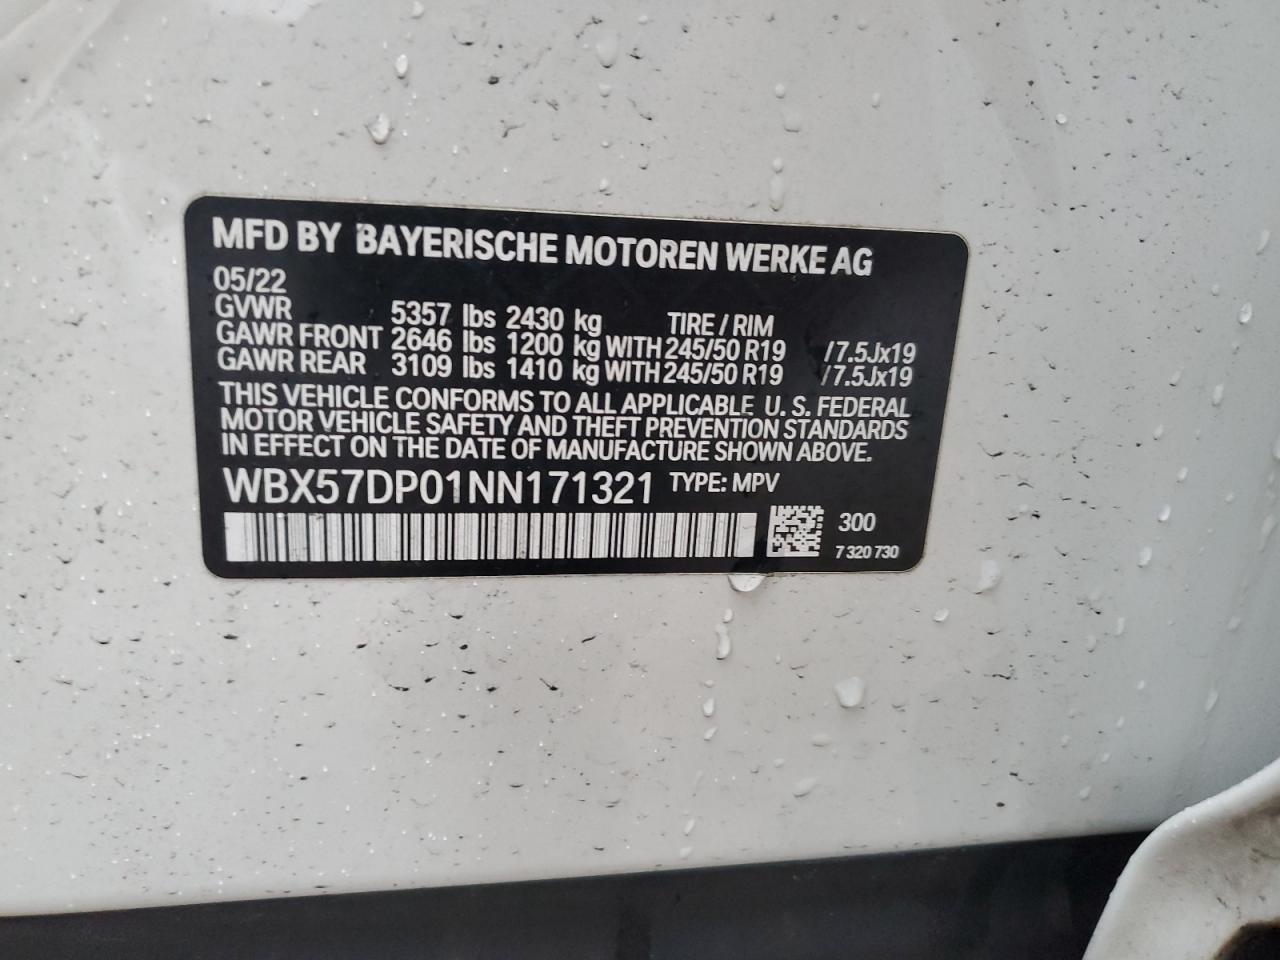 MFD BY BAYERISCHE MOTOREN WERKE AG
05/22
GVWR 5357 lbs 2430 kg TIRE / RIM
GAWR FRONT 2646 lbs 1200 kg WITH 245/50 R19 /7.5Jx19
GAWR REAR 3109 lbs 1410 kg WITH 245/50 R19 /7.5Jx19
THIS VEHICLE CONFORMS TO ALL APPLICABLE U. S. FEDERAL
MOTOR VEHICLE SAFETY AND THEFT PREVENTION STANDARDS
IN EFFECT ON THE DATE OF MANUFACTURE SHOWN ABOVE.
WBX57DP01NN171321 TYPE: MPV
300
7 320 730